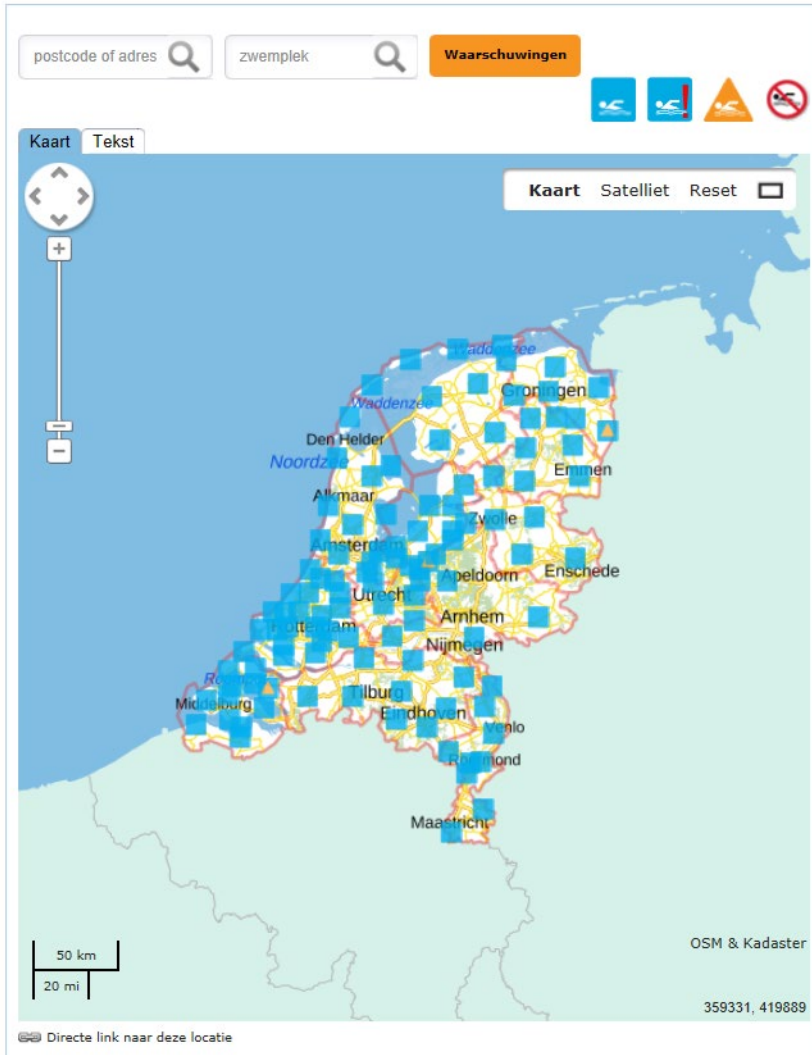 postcode of adres
zwemplek
Waarschuwingen
Kaart
Tekst
Kaart
Satelliet
Reset
Waddenzee
Groningen
Waddenzee
Den Helder
Noordzee
Emmen
Alkmaar
Zwolle
Amsterdam
Enschede
Apeldoorn
Utrecht
Arnhem
Rotterdam
Nijmegen
Tilburg
Middelburg
Eindhoven
Venlo
Roermond
Maastricht
50 km
20 mi
OSM & Kadaster
359331, 419889
Directe link naar deze locatie